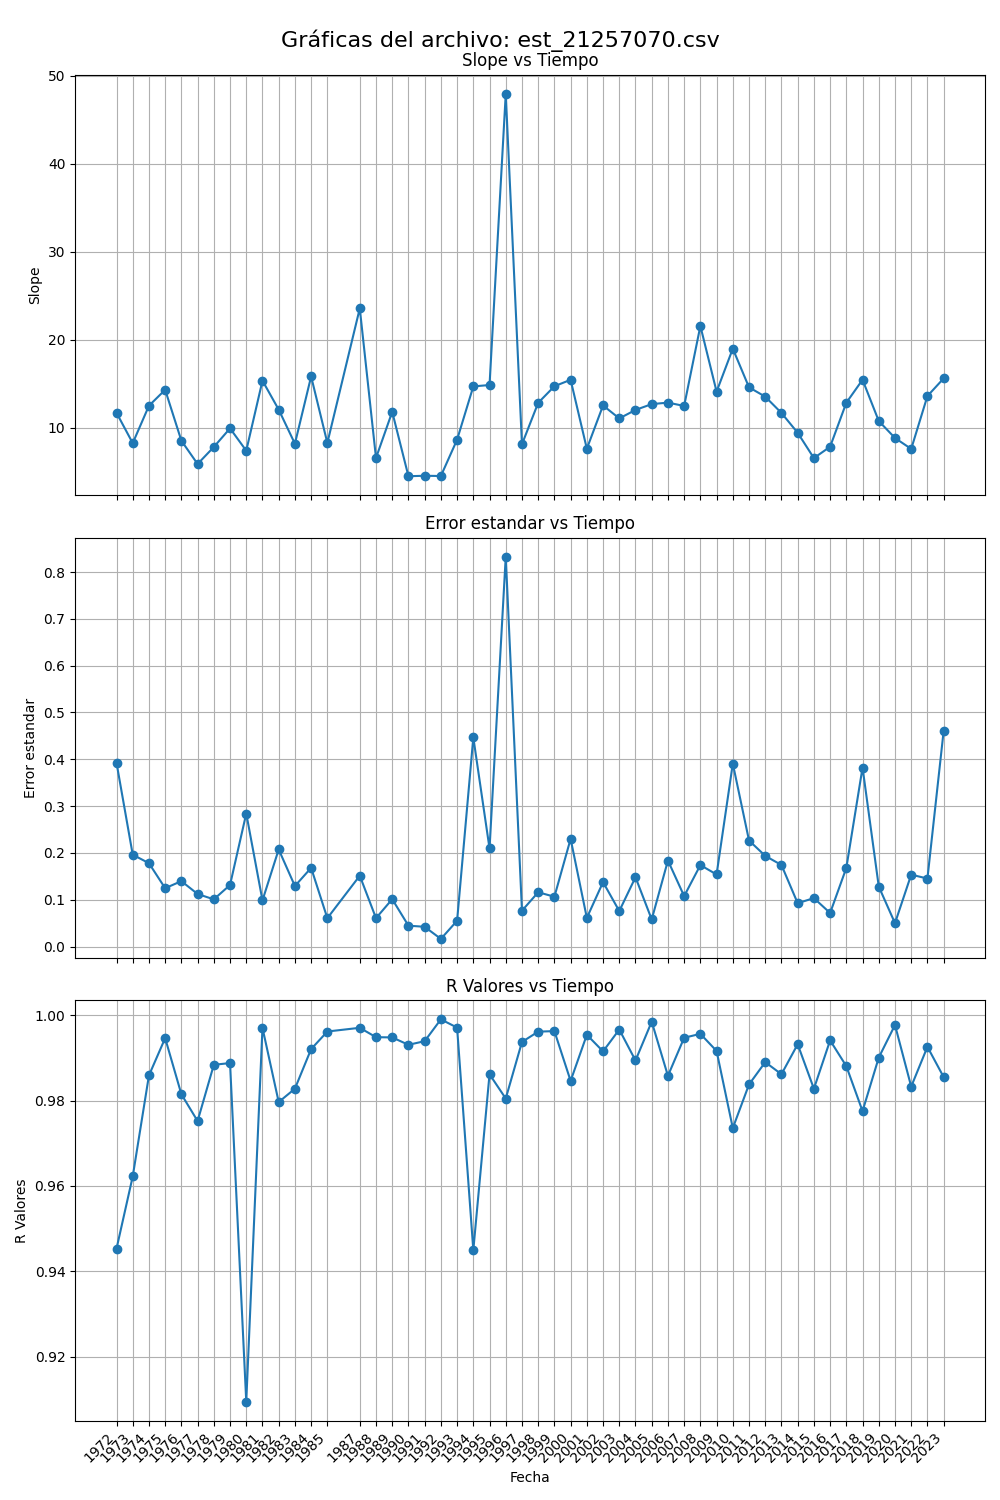 Gráficas del archivo: est_21257070.csv
Slope vs Tiempo
50
40
30
20
10
Slope
Error estandar vs Tiempo
0.8
0.7
0.6
0.5
0.4
0.3
0.2
0.1
0.0
Error estandar
R Valores vs Tiempo
1.00
0.98
0.96
0.94
0.92
R Valores
1972 1973 1974 1975 1976 1977 1978 1979 1980 1981 1982 1983 1984 1985 1987 1988 1989 1990 1991 1992 1993 1994 1995 1996 1997 1998 1999 2000 2001 2002 2003 2004 2005 2006 2007 2008 2009 2010 2011 2012 2013 2014 2015 2016 2017 2018 2019 2020 2021 2022 2023
Fecha